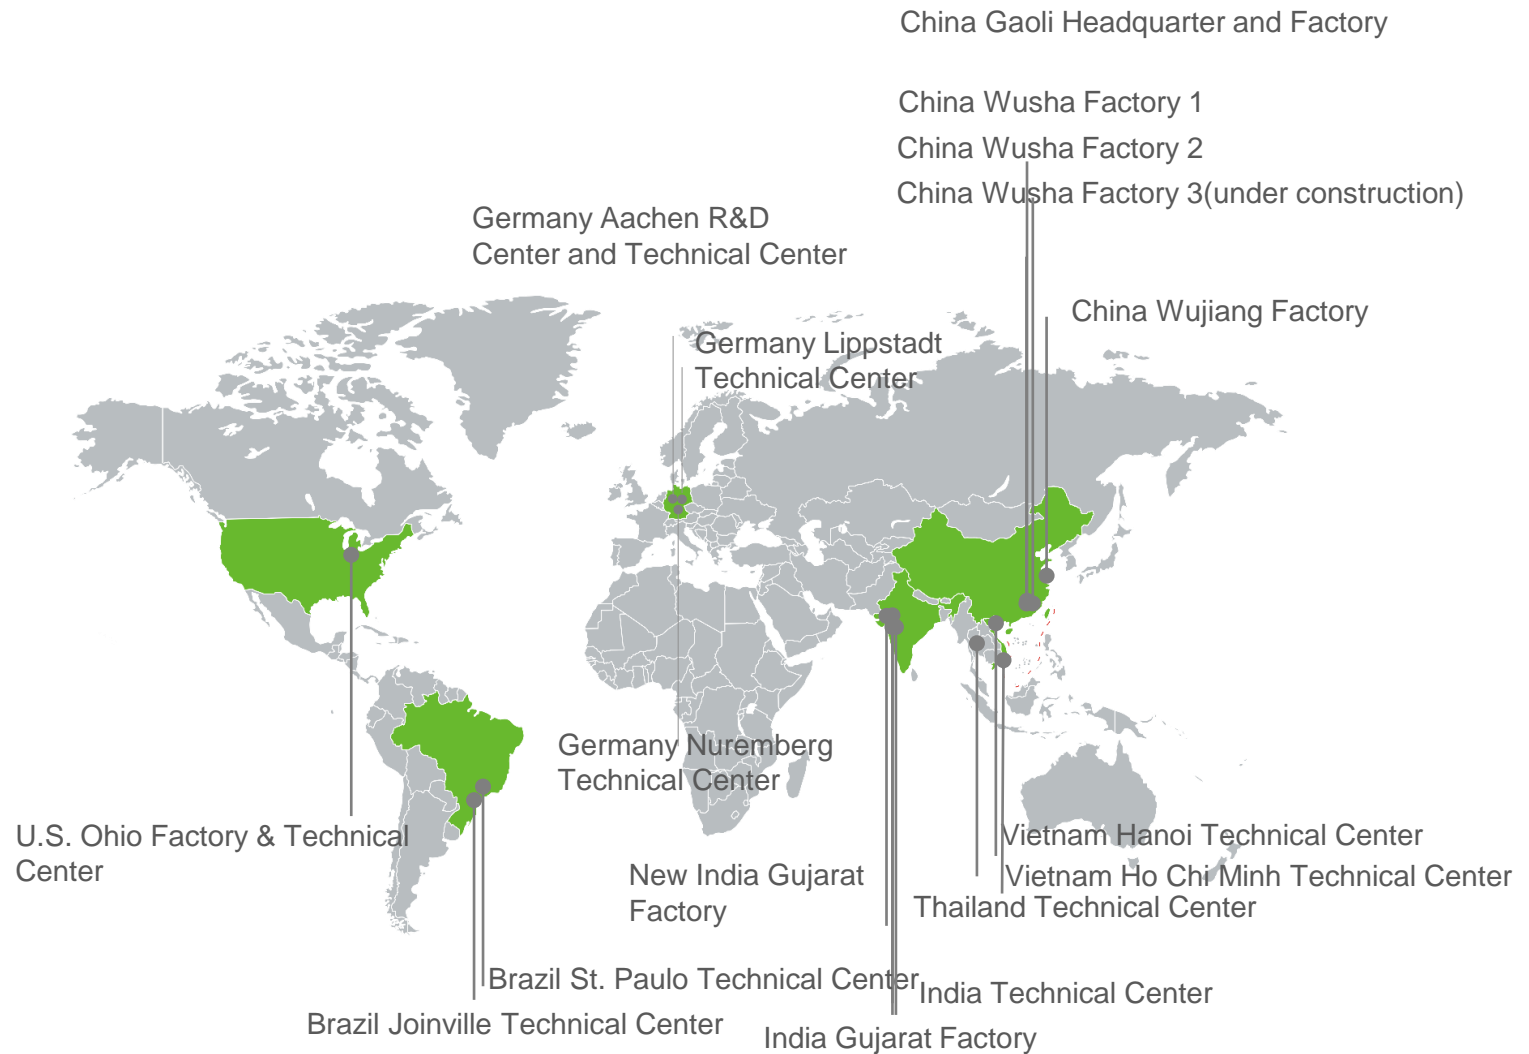 China Gaoli Headquarter and Factory
China Wusha Factory 1
China Wusha Factory 2
China Wusha Factory 3(under construction)
Germany Aachen R&D
Center and Technical Center
China Wujiang Factory
Germany Lippstadt
Technical Center
Germany Nuremberg
Technical Center
U.S. Ohio Factory & Technical
Center
Vietnam Hanoi Technical Center
Vietnam Ho Chi Minh Technical Center
New India Gujarat
Factory
Thailand Technical Center
Brazil St. Paulo Technical Center
India Technical Center
Brazil Joinville Technical Center
India Gujarat Factory